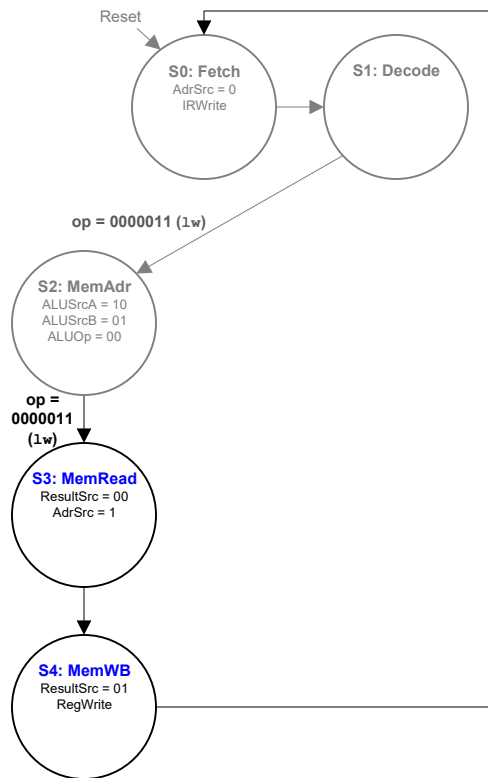 Reset
S0: Fetch
AdrSrc = 0
IRWrite
S1: Decode
op = 0000011 (lw)
S2: MemAdr
ALUSrcA = 10
ALUSrcB = 01
ALUOp = 00
op =
0000011
(lw)
S3: MemRead
ResultSrc = 00
AdrSrc = 1
S4: MemWB
ResultSrc = 01
RegWrite